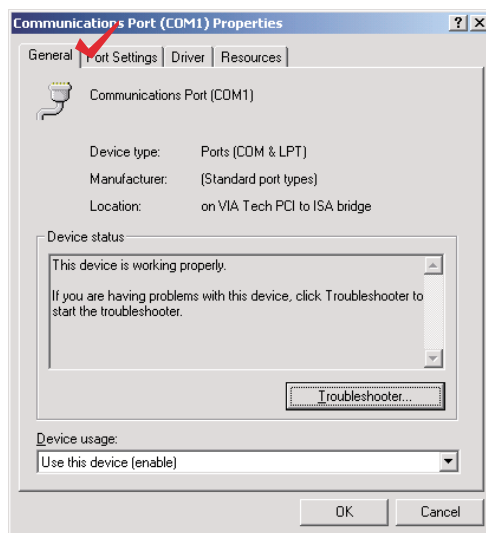 Communications Port (COM1) Properties
General Port Settings Driver Resources
Communications Port (COM1)
Device type: Ports (COM & LPT)
Manufacturer: (Standard port types)
Location: on VIA Tech PCI to ISA bridge
Device status
This device is working properly.
If you are having problems with this device, click Troubleshooter to
start the troubleshooter.
Troubleshooter...
Device usage:
Use this device (enable)
OK Cancel